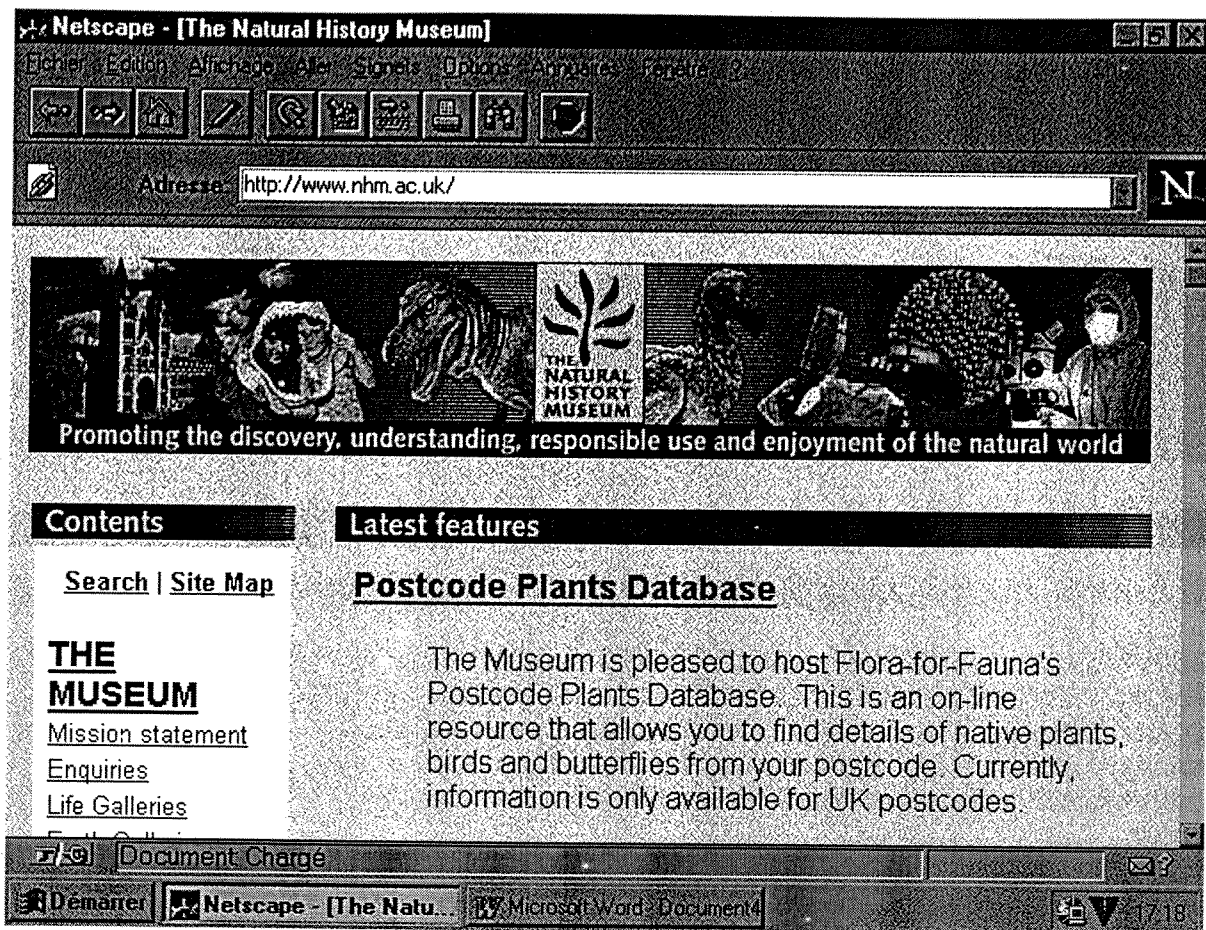 Netscape - [The Natural History Museum]
Fichier Edition Affichage Aller Signets Options Annuaires Fenêtre ?
Adresse: http://www.nhm.ac.uk/
N
THE
NATURAL
HISTORY
MUSEUM
Promoting the discovery, understanding, responsible use and enjoyment of the natural world
Contents
Search | Site Map
THE
MUSEUM
Mission statement
Enquiries
Life Galleries
Latest features
Postcode Plants Database
The Museum is pleased to host Flora-for-Fauna's
Postcode Plants Database. This is an on-line
resource that allows you to find details of native plants,
birds and butterflies from your postcode. Currently,
information is only available for UK postcodes.
Document Chargé
Démarrer Netscape - [The Natu... Microsoft Word - Document4 17:18